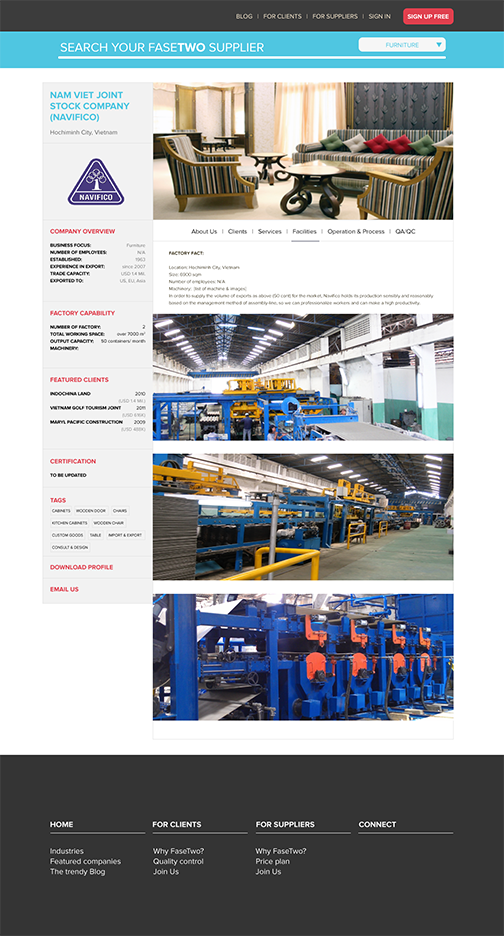 BLOG | FOR CLIENTS | FOR SUPPLIERS | SIGN IN SIGN UP FREE
SEARCH YOUR FASETWO SUPPLIER FURNITURE
NAM VIET JOINT
STOCK COMPANY
(NAVIFICO)
Hochiminh City, Vietnam
NAVIFICO
COMPANY OVERVIEW
BUSINESS FOCUS: Furniture
NUMBER OF EMPLOYEES: N/A
ESTABLISHED: 1963
EXPERIENCE IN EXPORT: since 2007
TRADE CAPACITY: USD 1.4 Mil.
EXPORTED TO: US, EU, Asia
FACTORY CAPABILITY
NUMBER OF FACTORY: 2
TOTAL WORKING SPACE: over 7000 m²
OUTPUT CAPACITY: 50 containers/ month
MACHINERY:
FEATURED CLIENTS
INDOCHINA LAND 2010
(USD 1.4 Mil.)
VIETNAM GOLF TOURISM JOINT 2011
(USD 616K)
MARYL PACIFIC CONSTRUCTION 2009
(USD 488K)
CERTIFICATION
TO BE UPDATED
TAGS
CABINETS WOODEN DOOR CHAIRS
KITCHEN CABINETS WOODEN CHAIR
CUSTOM GOODS TABLE IMPORT & EXPORT
CONSULT & DESIGN
DOWNLOAD PROFILE
EMAIL US
About Us | Clients | Services | Facilities | Operation & Process | QA/QC
FACTORY FACT:
Location: Hochiminh City, Vietnam
Size: 6900 sqm
Number of employees: N/A
Machinery: (list of machine & images)
In order to supply the volume of exports as above (50 cont) for the market, Navifico holds its production sensibly and reasonably
based on the management method of assembly-line, so we can professionalize workers and can make a high productivity.
HOME
Industries
Featured companies
The trendy Blog
FOR CLIENTS
Why FaseTwo?
Quality control
Join Us
FOR SUPPLIERS
Why FaseTwo?
Price plan
Join Us
CONNECT